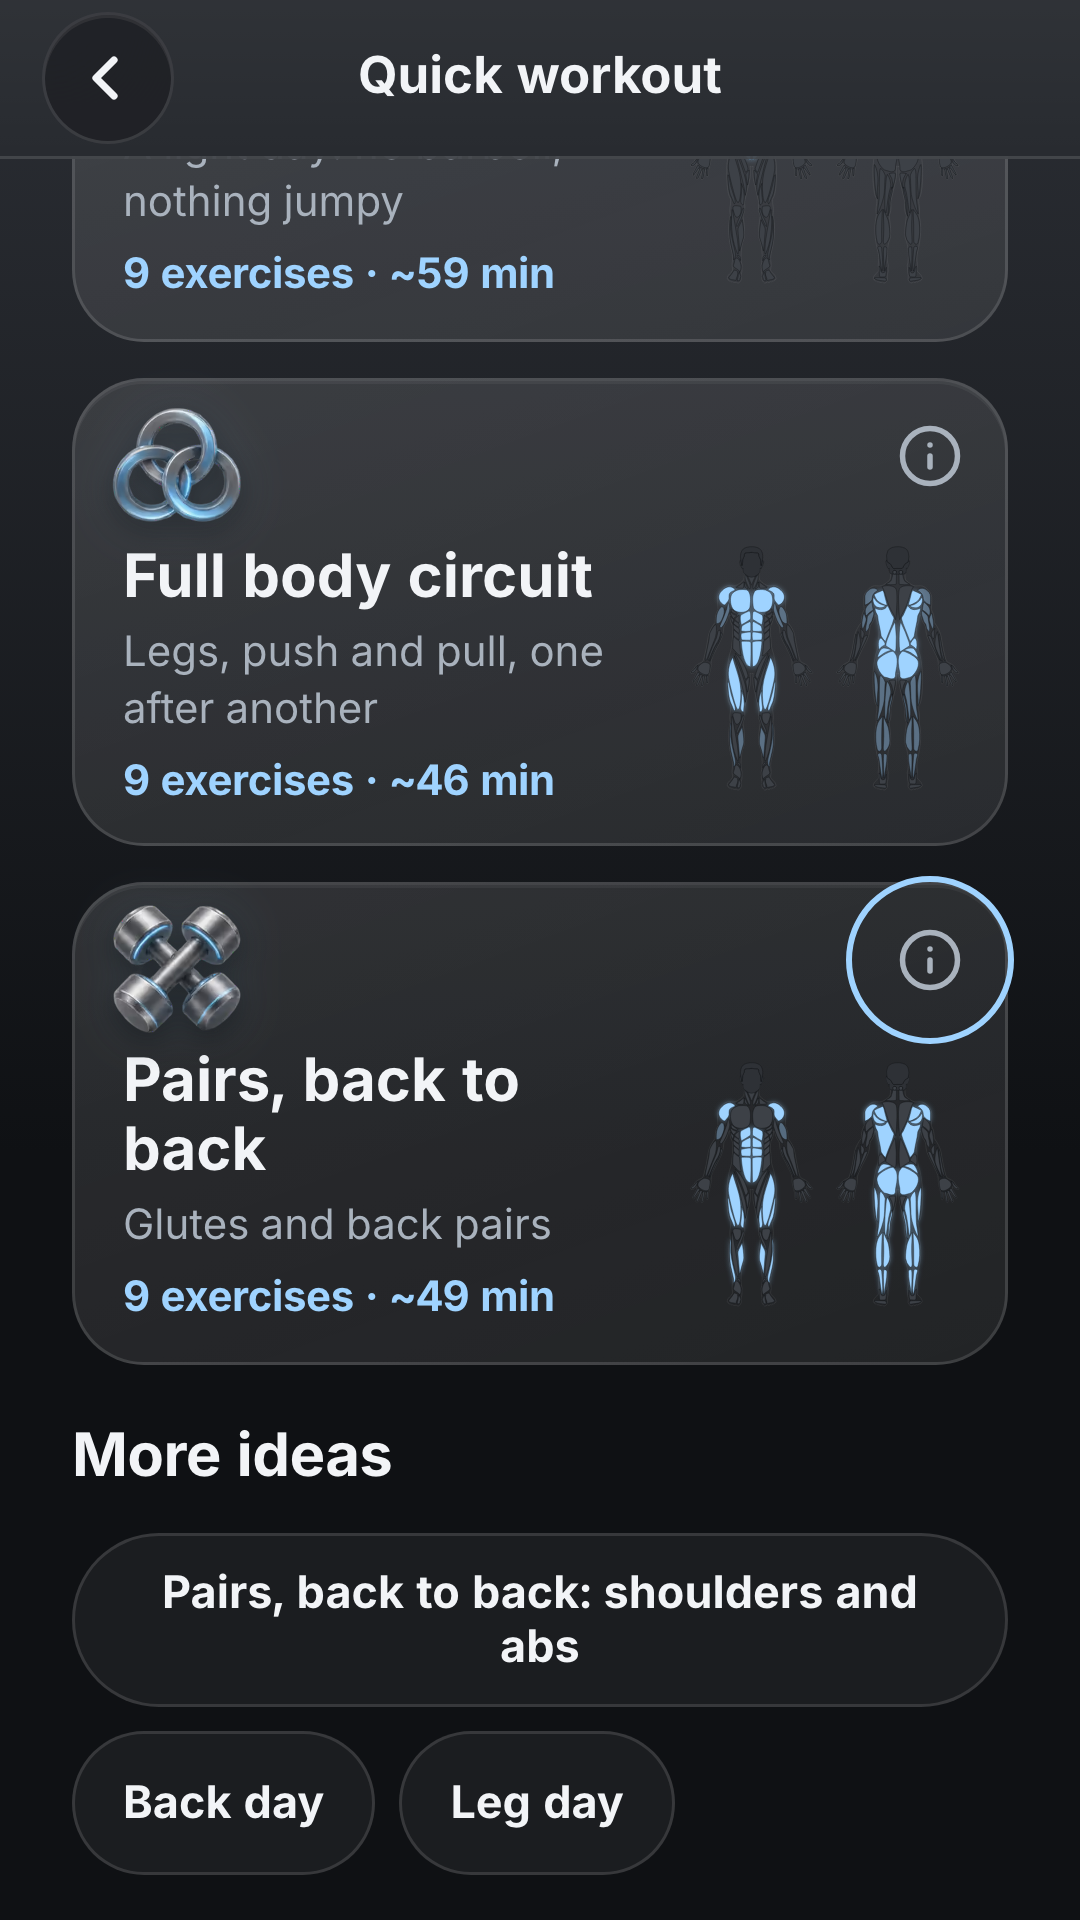 Quick workout
nothing jumpy
9 exercises · ~59 min
Full body circuit
Legs, push and pull, one
after another
9 exercises · ~46 min
Pairs, back to
back
Glutes and back pairs
9 exercises · ~49 min
More ideas
Pairs, back to back: shoulders and
abs
Back day
Leg day